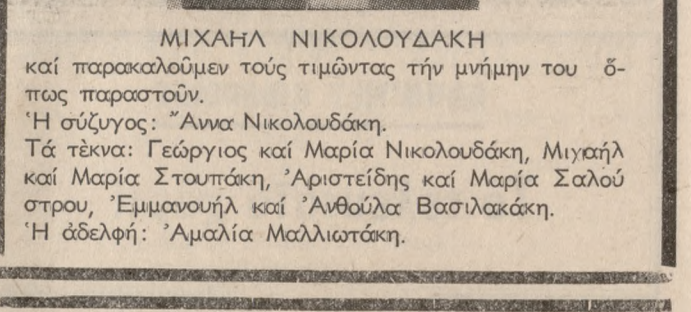 ΜΙΧΑΗΛ ΝΙΚΟΛΟΥΔΑΚΗ
καί παρακαλοῦμεν τούς τιμῶντας τήν μνήμην του ὅ-
πως παραστοῦν.
Ἡ σύζυγος: Ἄννα Νικολουδάκη.
Τά τὲκνα: Γεώργιος καί Μαρία Νικολουδάκη, Μιχαήλ
καί Μαρία Στουπάκη, Ἀριστείδης καί Μαρία Σαλού
στρου, Ἐμμανουήλ καί Ἀνθούλα Βασιλακάκη.
Ἡ ἀδελφή: Ἀμαλία Μαλλιωτάκη.